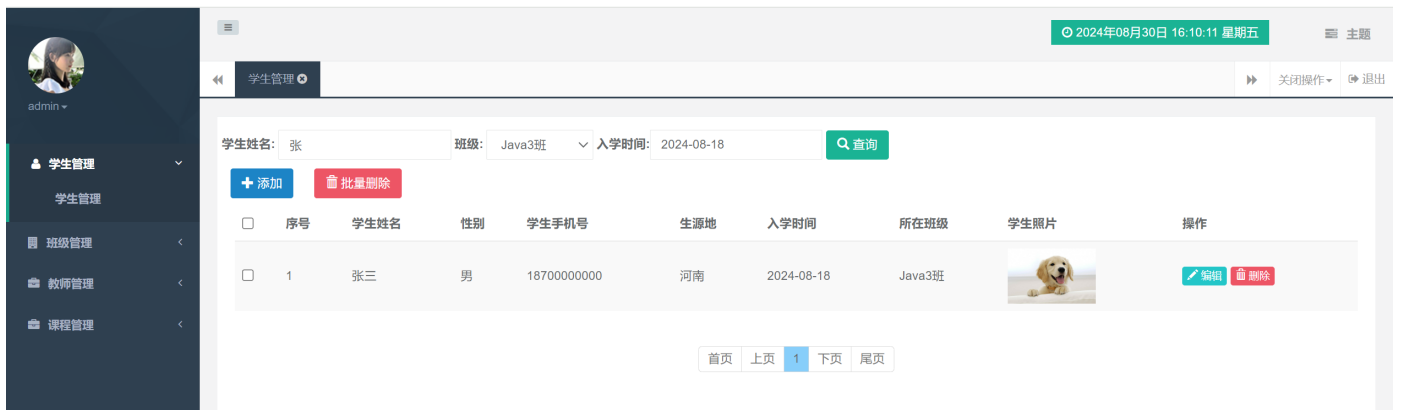 2024年08月30日 16:10:11 星期五
主题
学生管理
关闭操作
退出
admin
学生管理
学生管理
班级管理
教师管理
课程管理
学生姓名: 张 班级: Java3班 入学时间: 2024-08-18 查询
添加 批量删除
序号 学生姓名 性别 学生手机号 生源地 入学时间 所在班级 学生照片 操作
1 张三 男 18700000000 河南 2024-08-18 Java3班 编辑 删除
首页 上页 1 下页 尾页